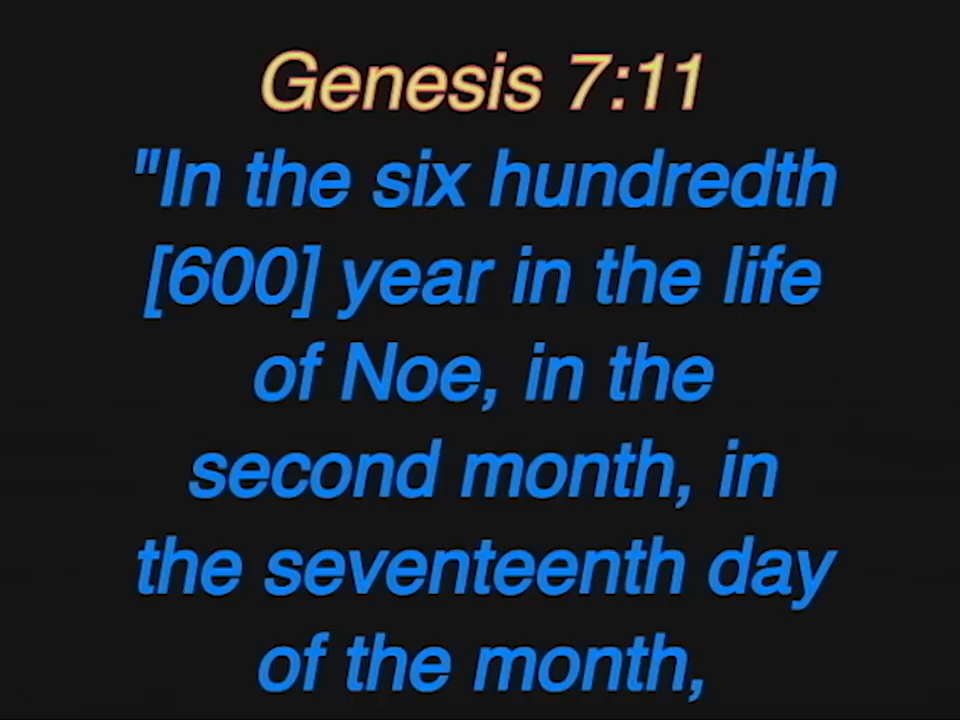 Genesis 7:11
"In the six hundredth
[600] year in the life
of Noe, in the
second month, in
the seventeenth day
of the month,